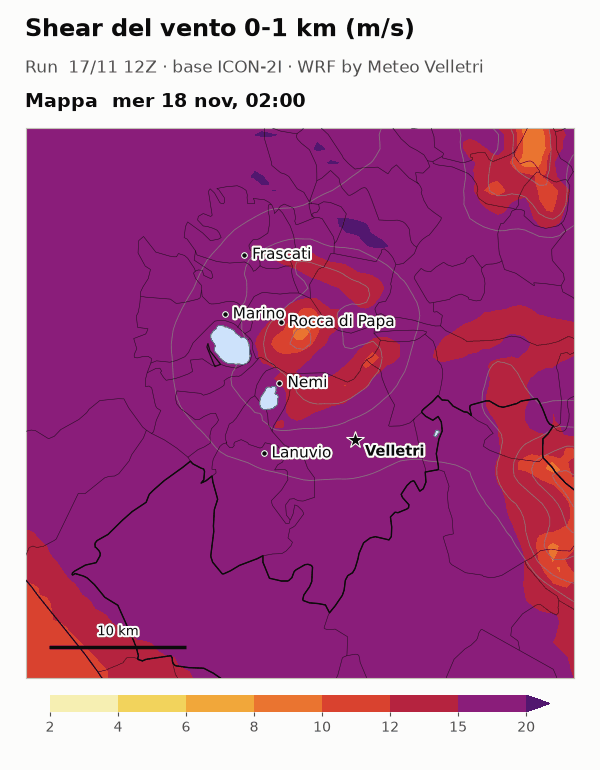 Shear del vento 0-1 km (m/s)
Run  17/11 12Z · base ICON-2I · WRF by Meteo Velletri
Mappa  mer 18 nov, 02:00
Frascati
Marino
Rocca di Papa
Nemi
Velletri
Lanuvio
10 km
2 4 6 8 10 12 15 20